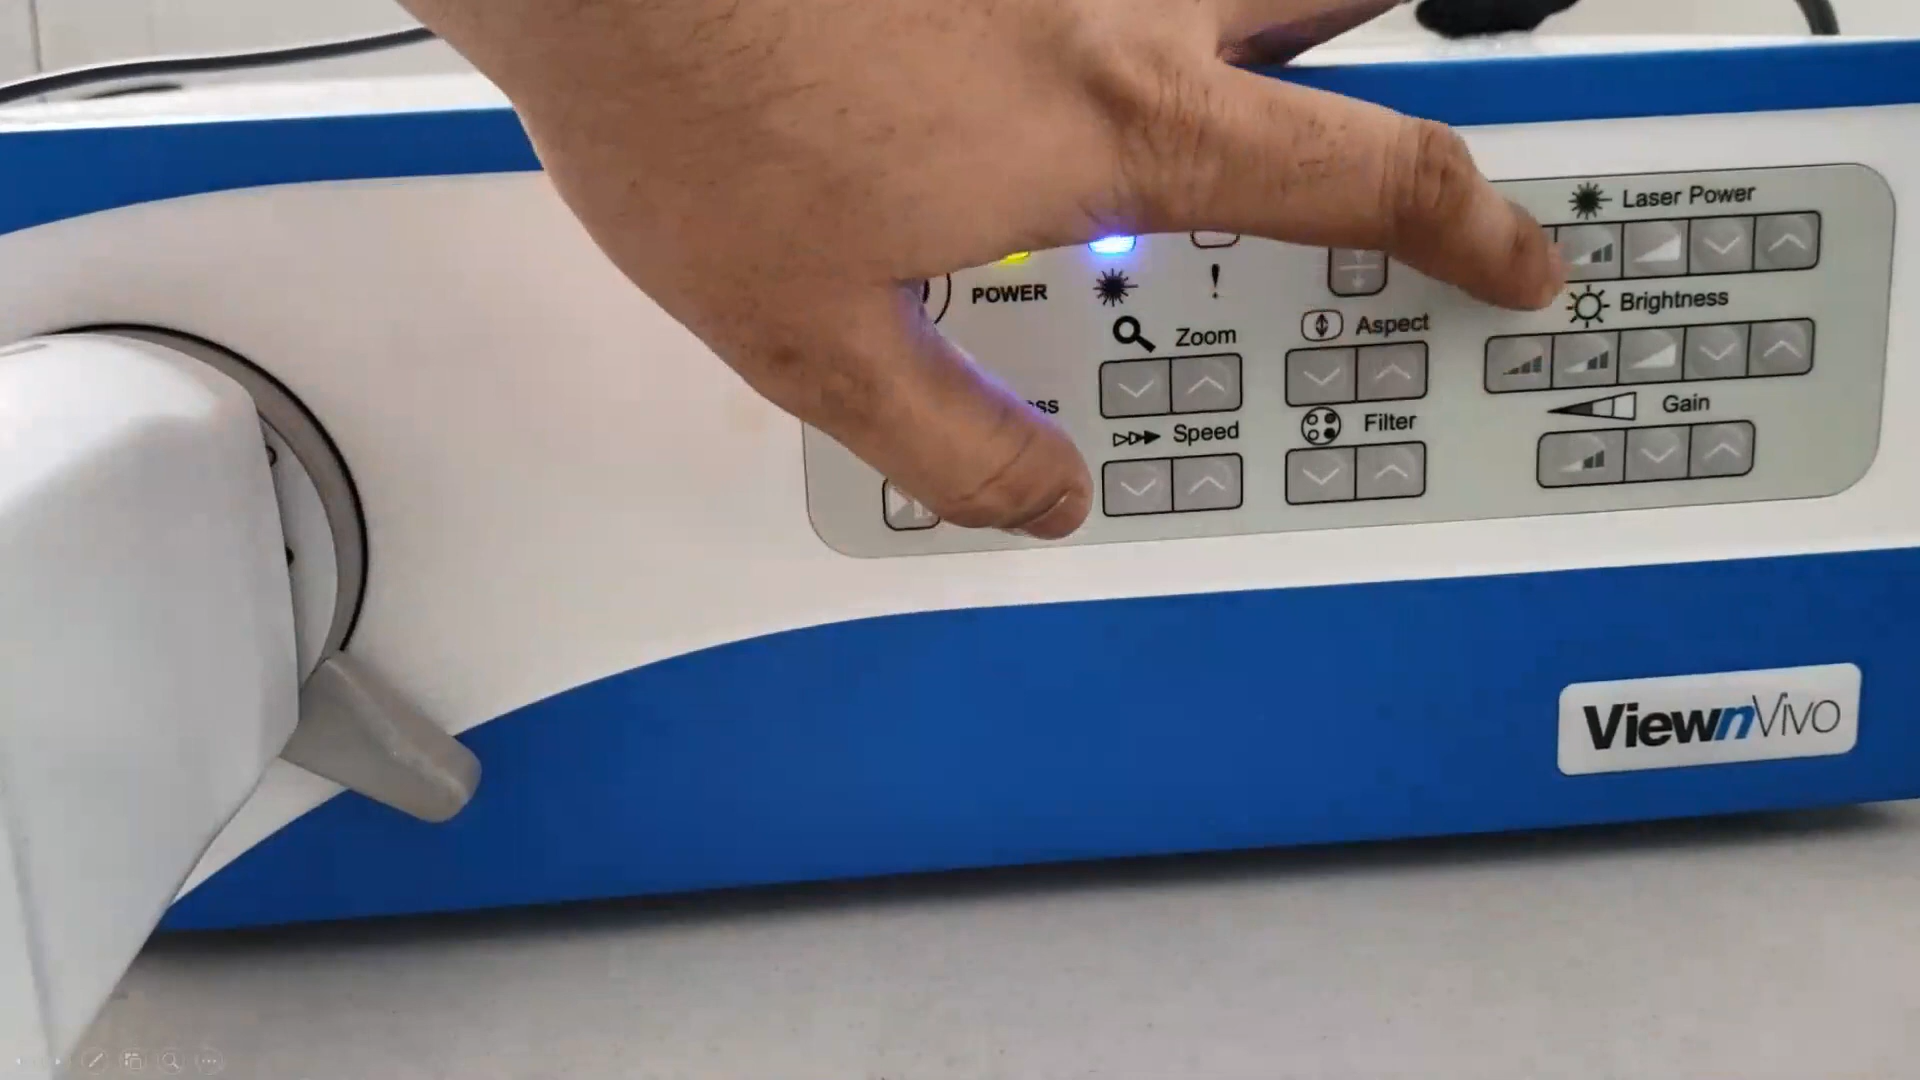 Laser Power
POWER
!
Brightness
Zoom
Aspect
Speed
Filter
Gain
ViewnVivo